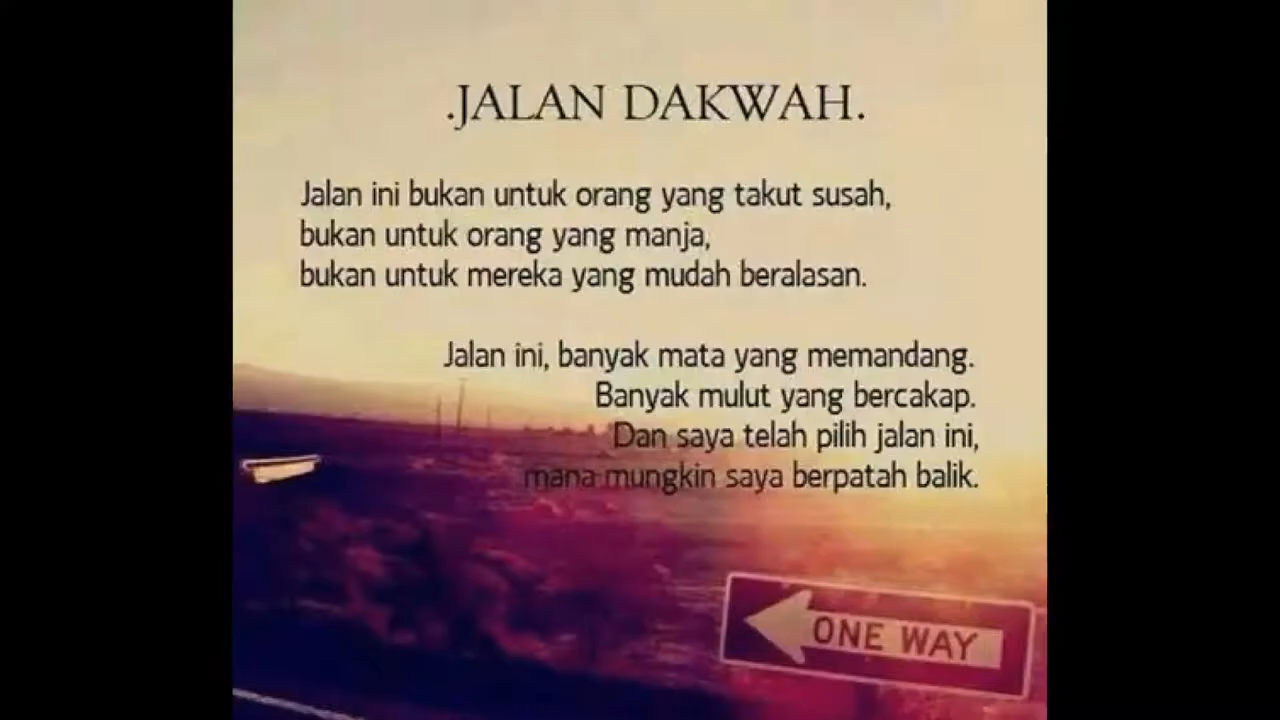 .JALAN DAKWAH.
Jalan ini bukan untuk orang yang takut susah,
bukan untuk orang yang manja,
bukan untuk mereka yang mudah beralasan.
Jalan ini, banyak mata yang memandang.
Banyak mulut yang bercakap.
Dan saya telah pilih jalan ini,
mana mungkin saya berpatah balik.
ONE WAY